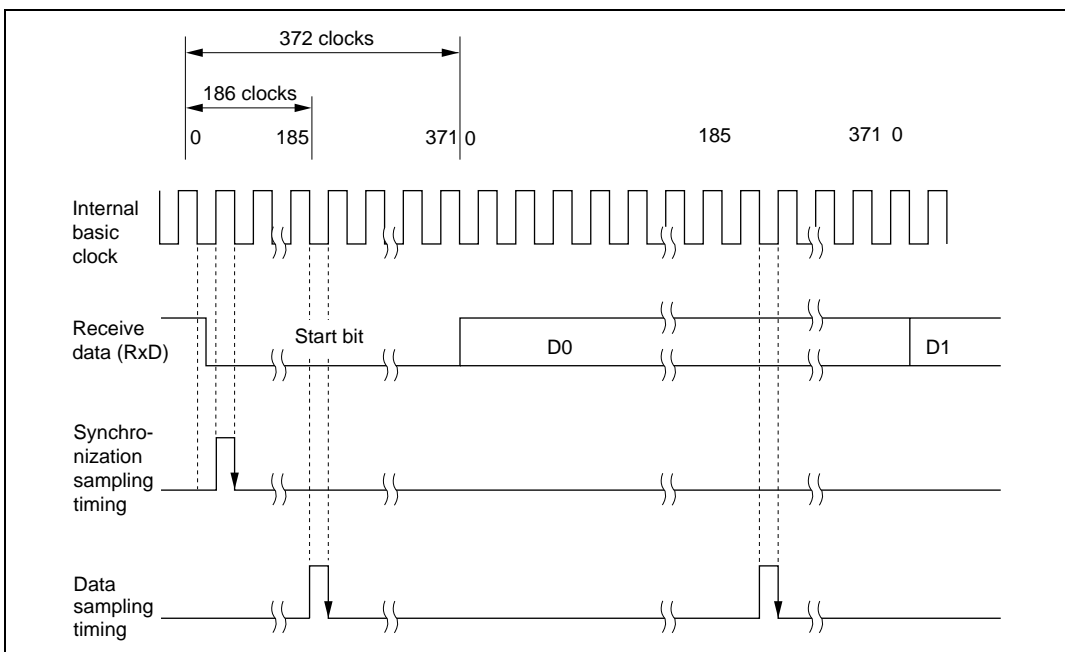 372 clocks
186 clocks
0 185 371 0 185 371 0
Internal
basic
clock
Receive
data (RxD)
Start bit
D0
D1
Synchro-
nization
sampling
timing
Data
sampling
timing